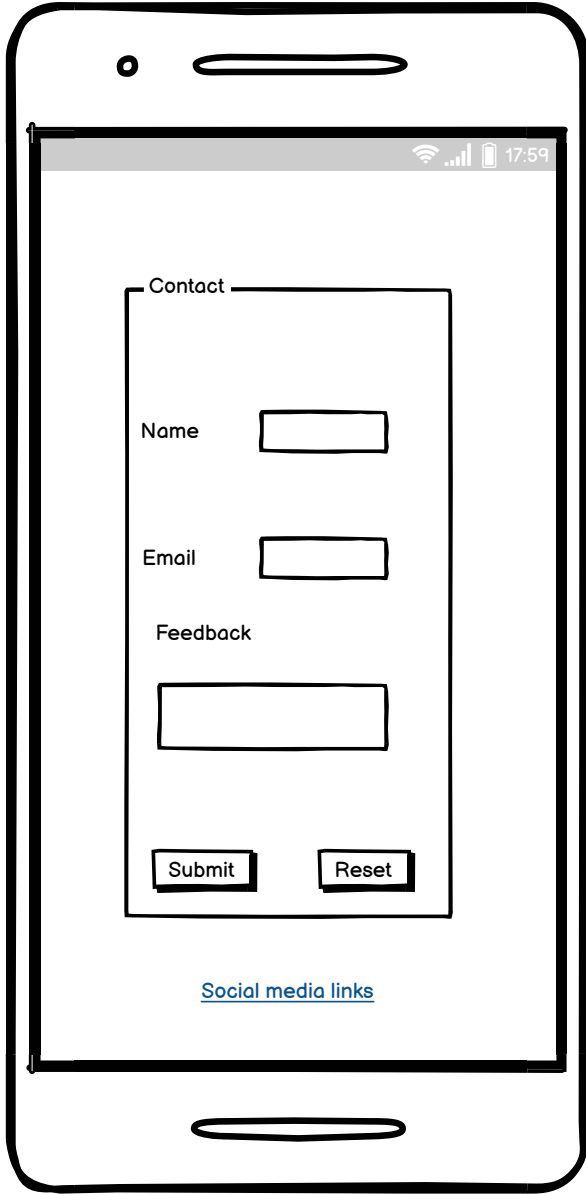 17:59
Contact
Name
Email
Feedback
Submit
Reset
Social media links